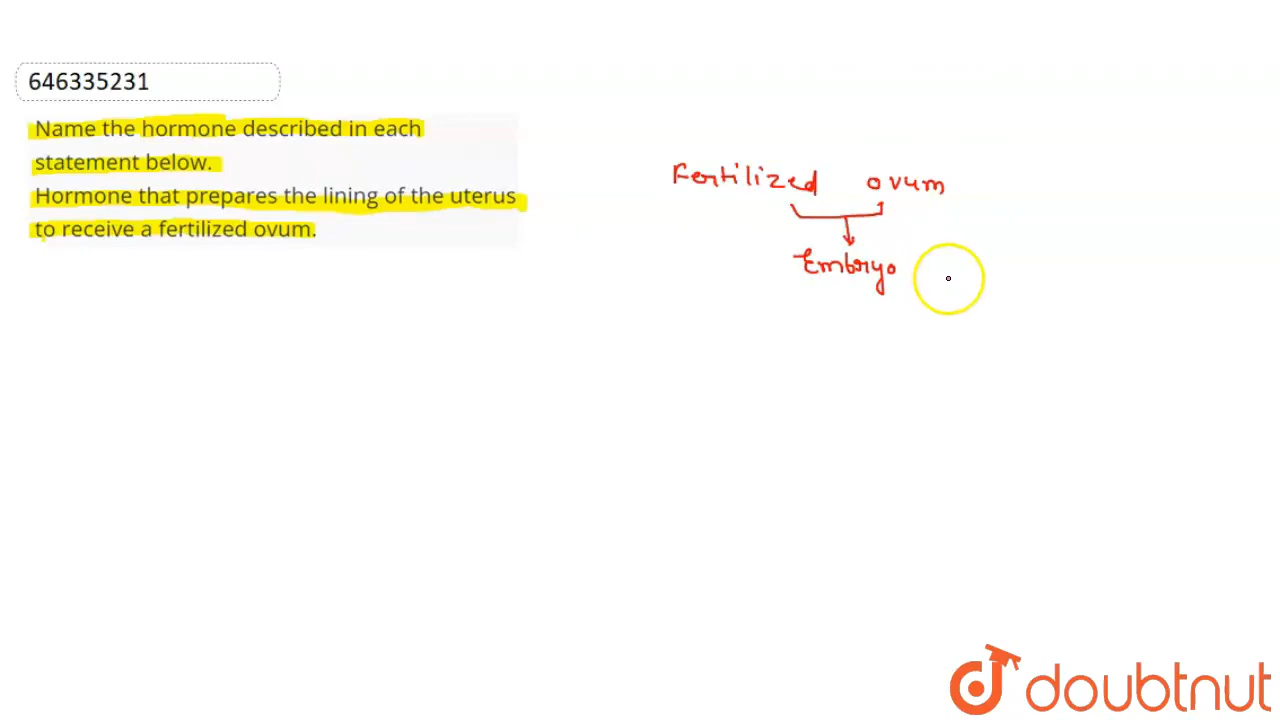 646335231
Name the hormone described in each
statement below.
Hormone that prepares the lining of the uterus
to receive a fertilized ovum.
Fertilized ovum
Embryo
doubtnut